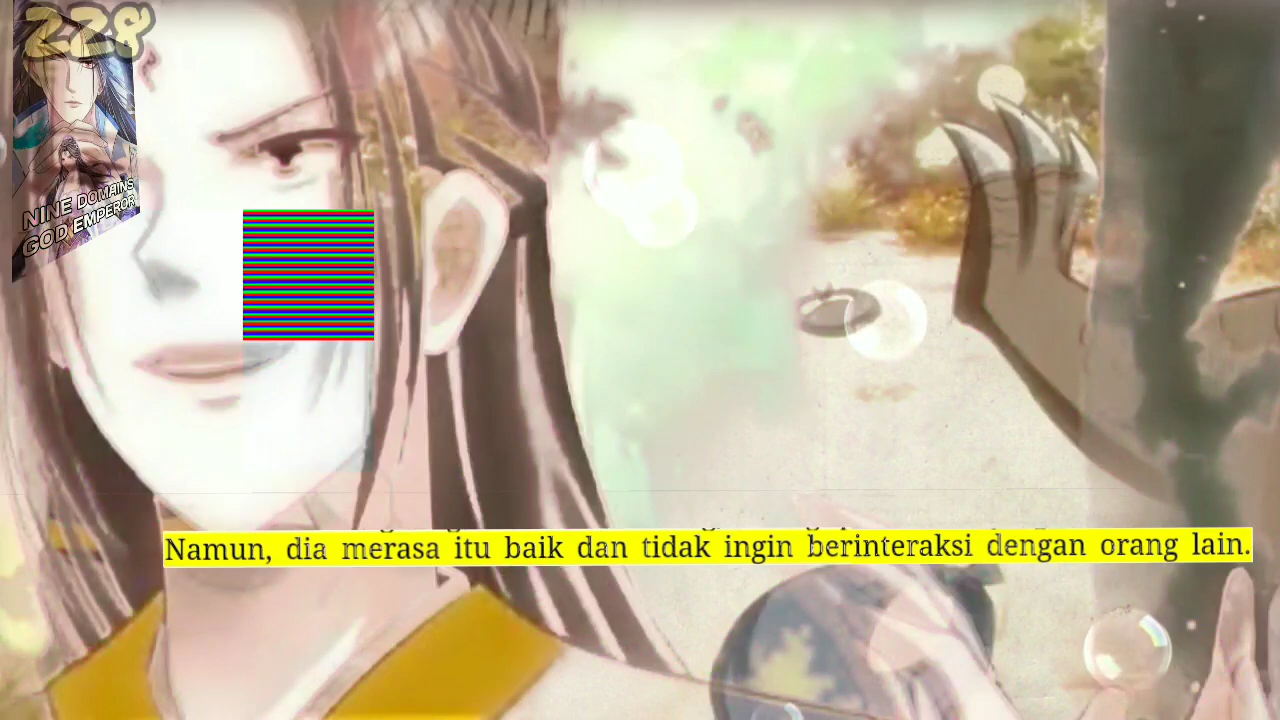 228
NINE DOMAINS
GOD EMPEROR
Namun, dia merasa itu baik dan tidak ingin berinteraksi dengan orang lain.